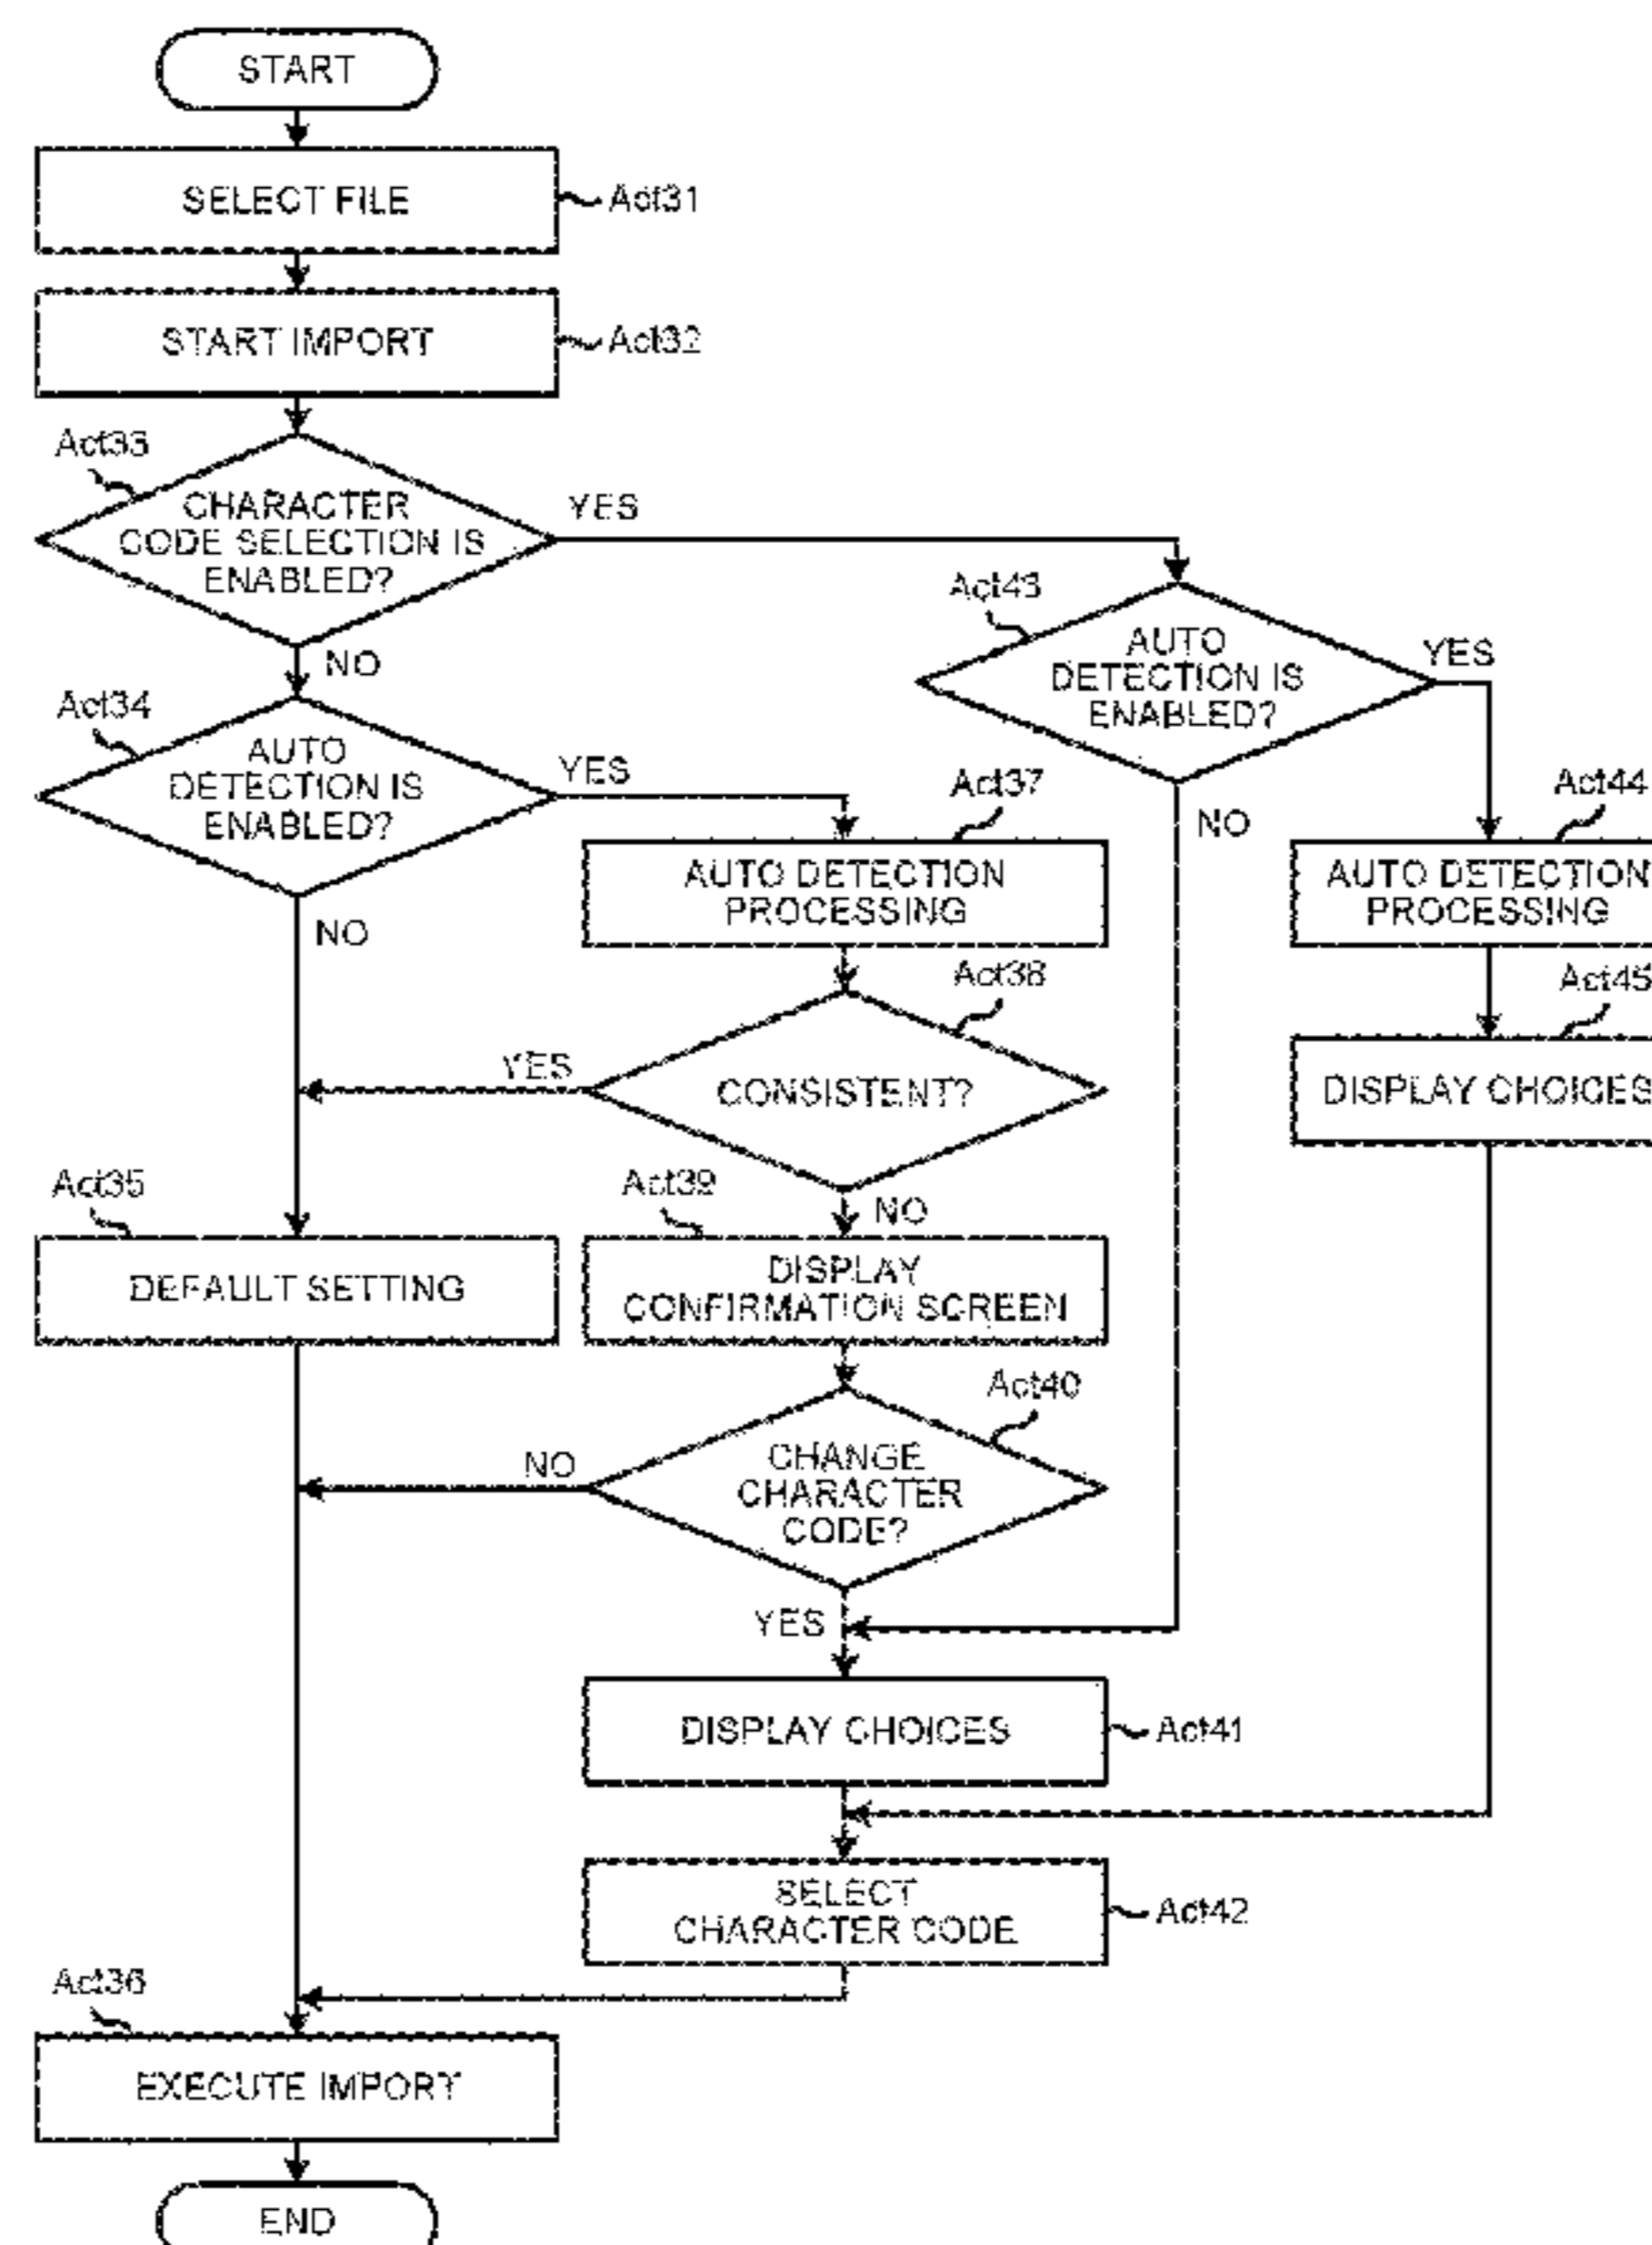 START
SELECT FILE
Act31
START IMPORT
Act32
Act33
CHARACTER
CODE SELECTION IS
ENABLED?
YES
NO
Act43
AUTO
DETECTION IS
ENABLED?
YES
NO
Act34
AUTO
DETECTION IS
ENABLED?
YES
NO
Act37
AUTO DETECTION
PROCESSING
Act44
AUTO DETECTION
PROCESSING
Act38
CONSISTENT?
YES
NO
Act45
DISPLAY CHOICES
Act35
DEFAULT SETTING
Act39
DISPLAY
CONFIRMATION SCREEN
Act40
CHANGE
CHARACTER
CODE?
NO
YES
DISPLAY CHOICES
Act41
SELECT
CHARACTER CODE
Act42
Act36
EXECUTE IMPORT
END